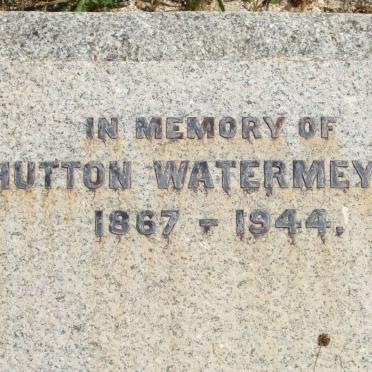 IN MEMORY OF
HUTTON WATERMEY
1867 - 1944.